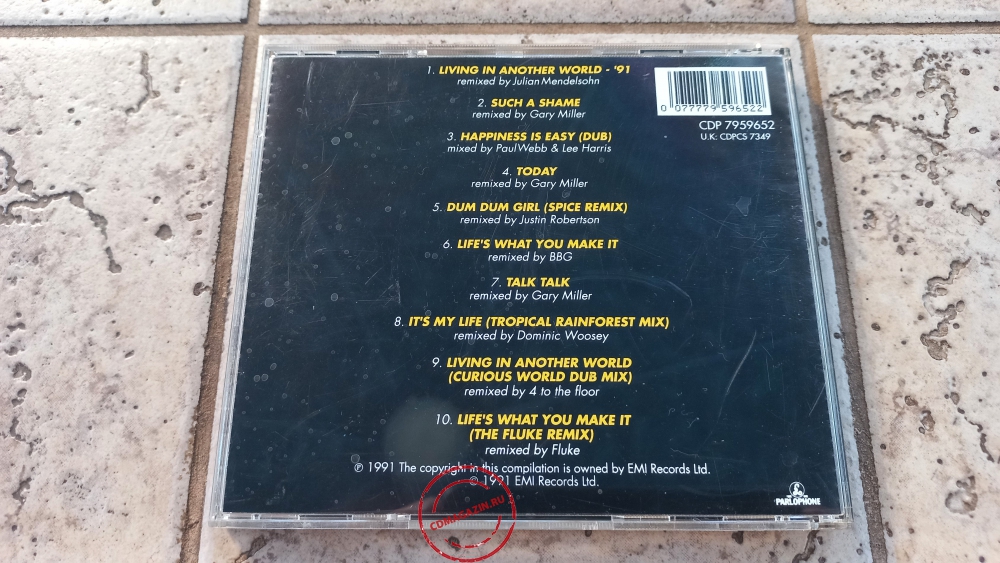 1. LIVING IN ANOTHER WORLD - '91
remixed by Julian Mendelsohn
2. SUCH A SHAME
remixed by Gary Miller
3. HAPPINESS IS EASY (DUB)
mixed by Paul Webb & Lee Harris
4. TODAY
remixed by Gary Miller
5. DUM DUM GIRL (SPICE REMIX)
remixed by Justin Robertson
6. LIFE'S WHAT YOU MAKE IT
remixed by BBG
7. TALK TALK
remixed by Gary Miller
8. IT'S MY LIFE (TROPICAL RAINFOREST MIX)
remixed by Dominic Woosey
9. LIVING IN ANOTHER WORLD
(CURIOUS WORLD DUB MIX)
remixed by 4 to the floor
10. LIFE'S WHAT YOU MAKE IT
(THE FLUKE REMIX)
remixed by Fluke
℗ 1991 The copyright in this compilation is owned by EMI Records Ltd.
© 1991 EMI Records Ltd.
0 077779 596522
CDP 7959652
U.K: CDPCS 7349
PARLOPHONE
COMAGAZIN.RU